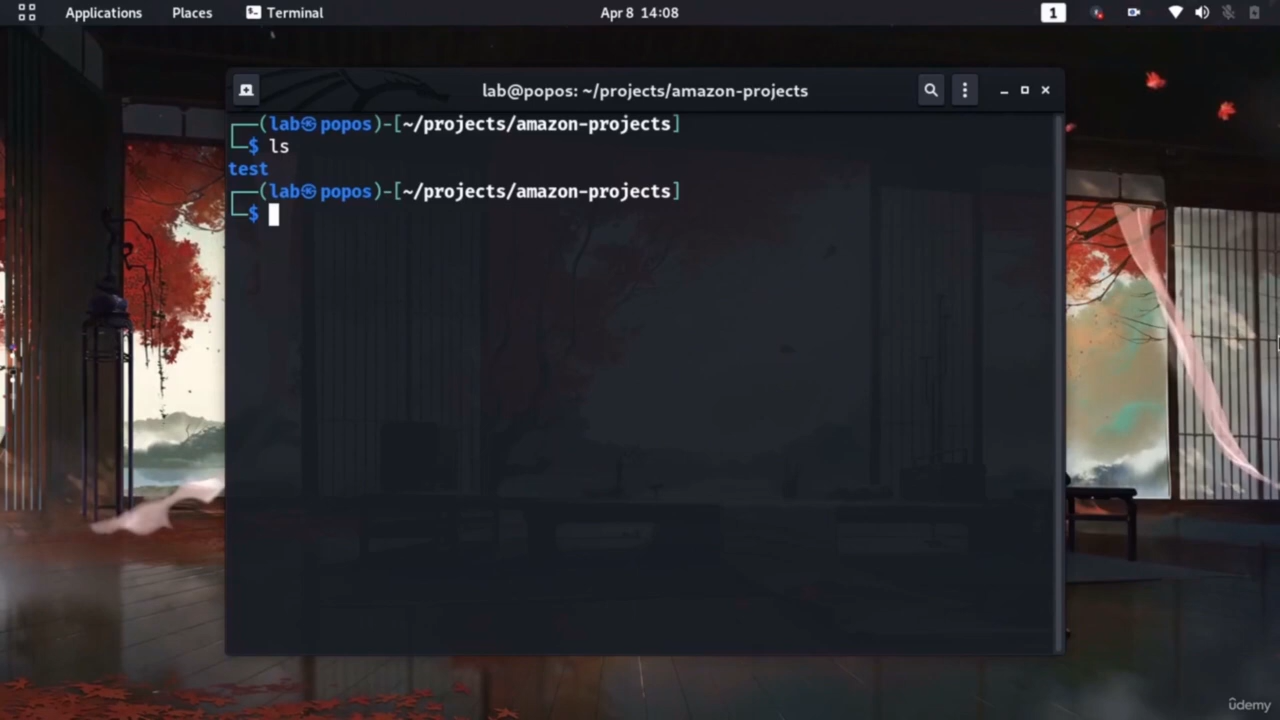 Applications Places Terminal Apr 8 14:08 1
lab@popos: ~/projects/amazon-projects
┌──(lab㉿popos)-[~/projects/amazon-projects]
└─$ ls
test
┌──(lab㉿popos)-[~/projects/amazon-projects]
└─$
ûdemy